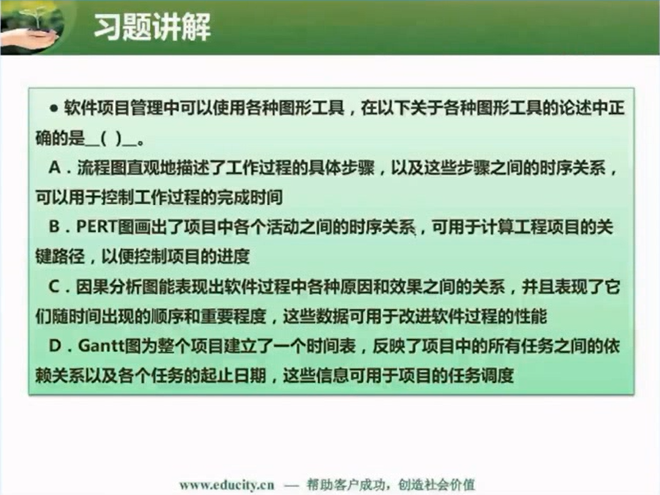 习题讲解
● 软件项目管理中可以使用各种图形工具，在以下关于各种图形工具的论述中正
确的是__( )__。
A．流程图直观地描述了工作过程的具体步骤，以及这些步骤之间的时序关系，
可以用于控制工作过程的完成时间
B．PERT图画出了项目中各个活动之间的时序关系，可用于计算工程项目的关
键路径，以便控制项目的进度
C．因果分析图能表现出软件过程中各种原因和效果之间的关系，并且表现了它
们随时间出现的顺序和重要程度，这些数据可用于改进软件过程的性能
D．Gantt图为整个项目建立了一个时间表，反映了项目中的所有任务之间的依
赖关系以及各个任务的起止日期，这些信息可用于项目的任务调度
www.educity.cn — 帮助客户成功，创造社会价值